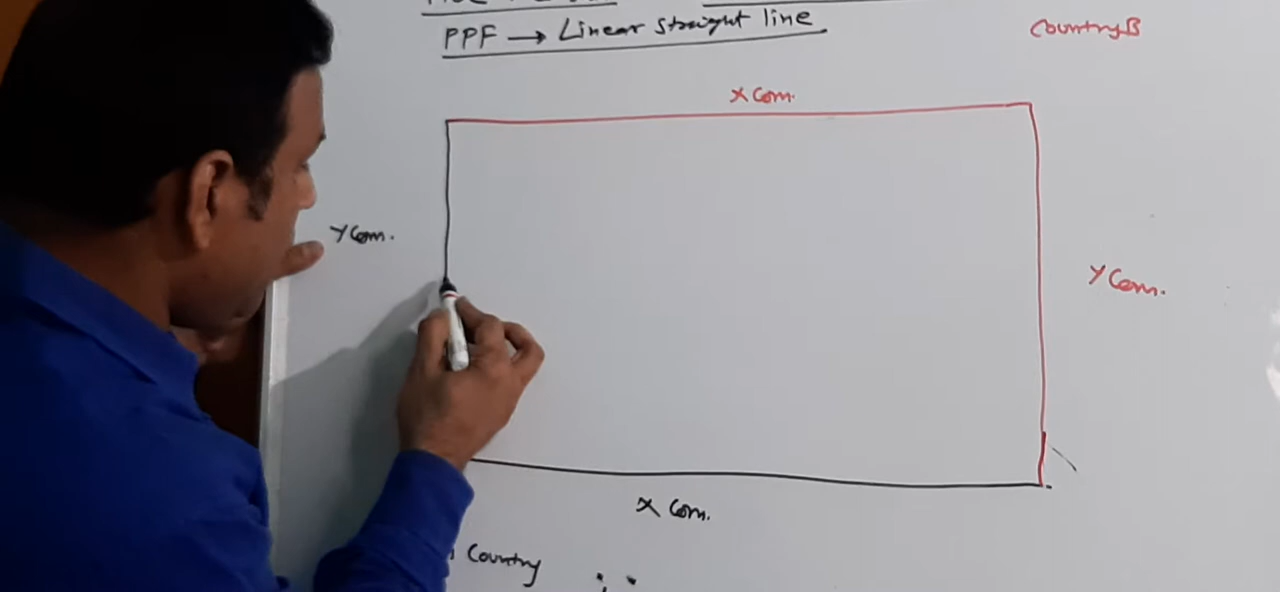 PPF → Linear straight line
Country B
X Com.
Y Com.
Y Com.
X Com.
Country